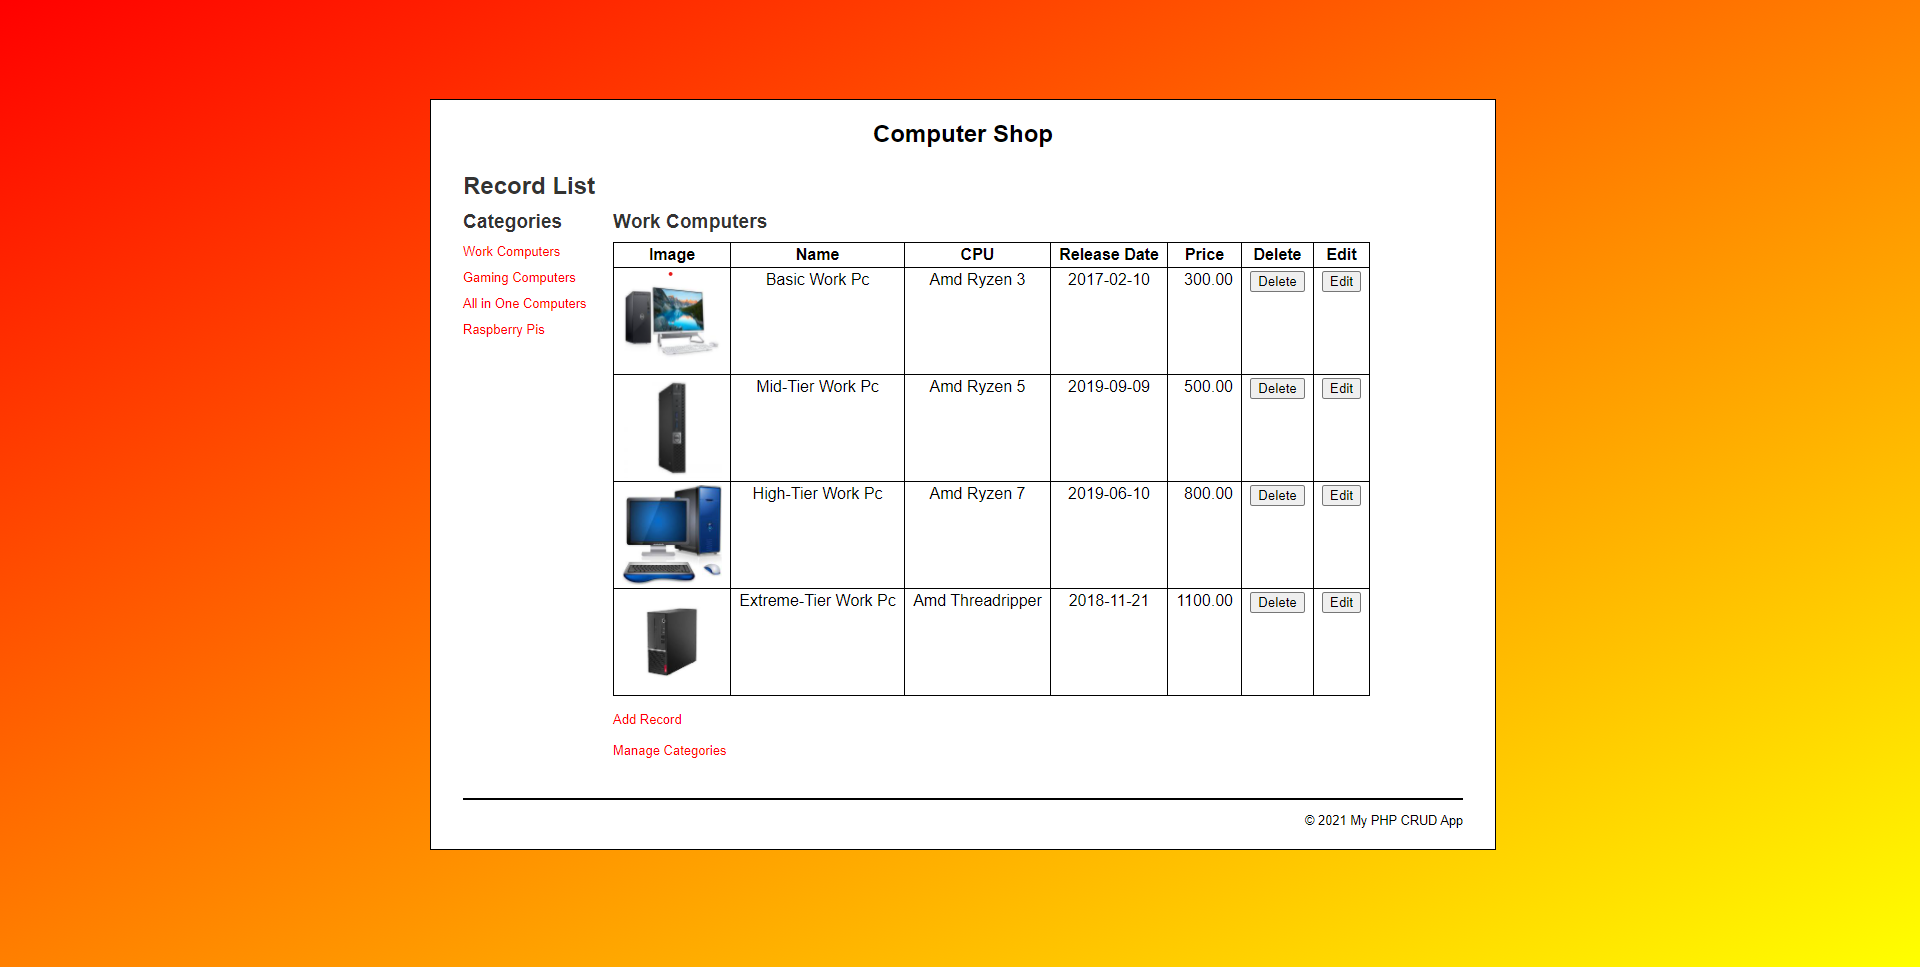 Computer Shop
Record List
Categories
Work Computers
Gaming Computers
All in One Computers
Raspberry Pis
Work Computers
Image Name CPU Release Date Price Delete Edit
Basic Work Pc Amd Ryzen 3 2017-02-10 300.00 Delete Edit
Mid-Tier Work Pc Amd Ryzen 5 2019-09-09 500.00 Delete Edit
High-Tier Work Pc Amd Ryzen 7 2019-06-10 800.00 Delete Edit
Extreme-Tier Work Pc Amd Threadripper 2018-11-21 1100.00 Delete Edit
Add Record
Manage Categories
© 2021 My PHP CRUD App